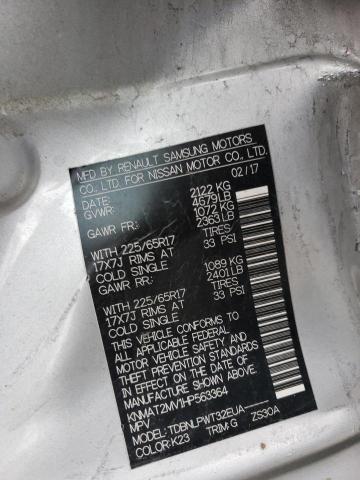 MFD BY RENAULT SAMSUNG MOTORS
CO., LTD. FOR NISSAN MOTOR CO., LTD.
DATE: 02/17
GVWR: 2122 KG
4679 LB
GAWR FR: 1072 KG
2363 LB
WITH 225/65R17 TIRES
17X7J RIMS AT 33 PSI
COLD SINGLE
GAWR RR: 1089 KG
2401 LB
WITH 225/65R17 TIRES
17X7J RIMS AT 33 PSI
COLD SINGLE
THIS VEHICLE CONFORMS TO
ALL APPLICABLE FEDERAL
MOTOR VEHICLE SAFETY AND
THEFT PREVENTION STANDARDS
IN EFFECT ON THE DATE OF
MANUFACTURE SHOWN ABOVE.
KNMAT2MV1HP563364
MPV
MODEL:TDBNLPWT32EUA----
COLOR:K23 TRIM:G ZS30A